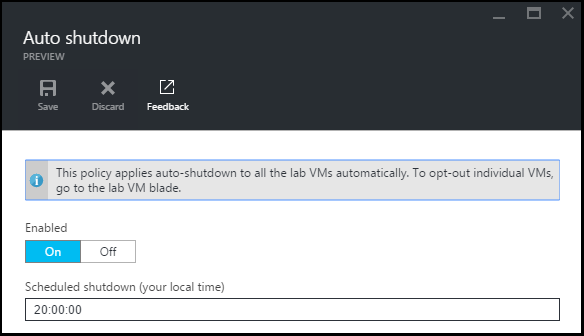 Auto shutdown
PREVIEW
Save Discard Feedback
This policy applies auto-shutdown to all the lab VMs automatically. To opt-out individual VMs,
go to the lab VM blade.
Enabled
On Off
Scheduled shutdown (your local time)
20:00:00